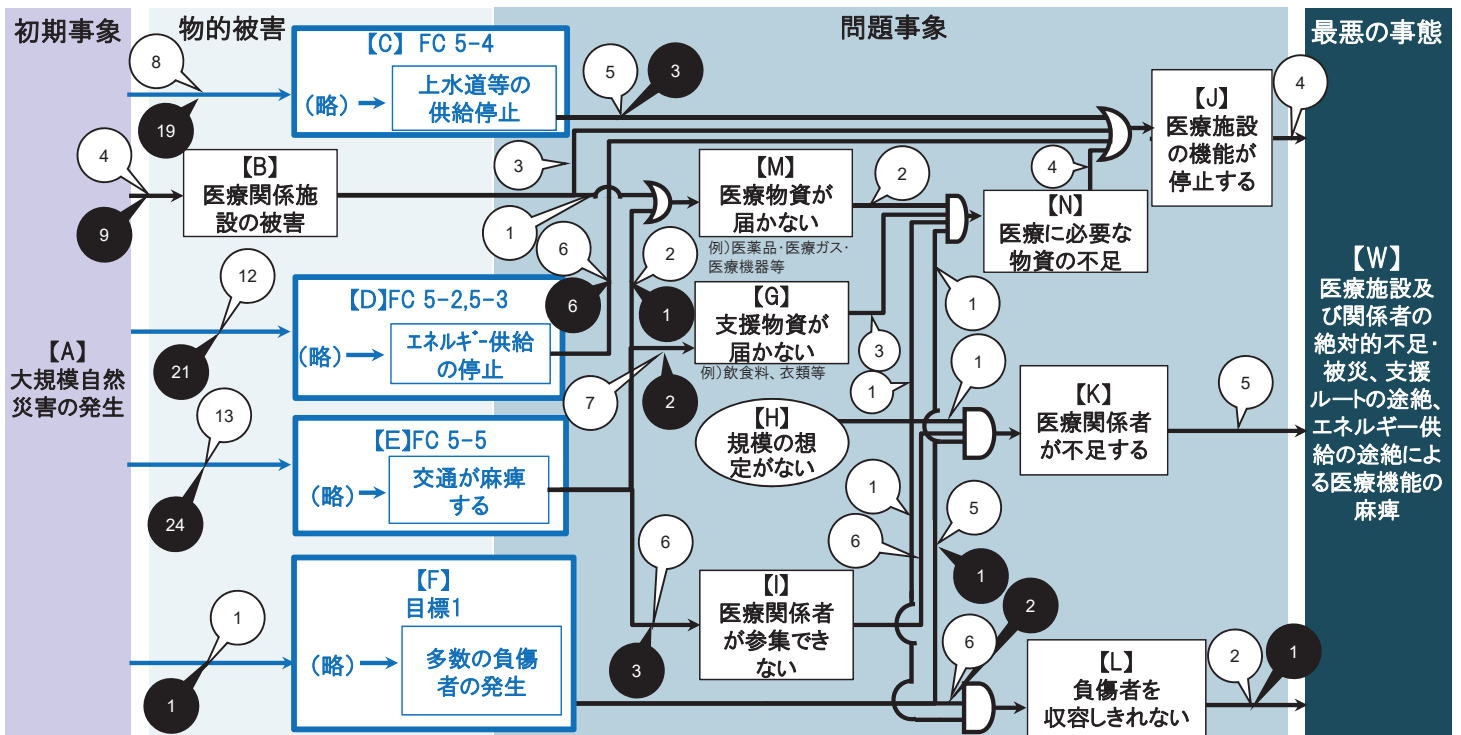 初期事象
物的被害
問題事象
最悪の事態
【A】
大規模自然
災害の発生
8
19
4
9
12
21
13
24
1
1
【C】 FC 5-4
(略)
上水道等の
供給停止
【B】
医療関係施
設の被害
【D】FC 5-2,5-3
(略)
エネルギー供給
の停止
【E】FC 5-5
(略)
交通が麻痺
する
【F】
目標1
(略)
多数の負傷
者の発生
5
3
3
1
6
6
2
1
7
2
6
3
【M】
医療物資が
届かない
例)医薬品・医療ガス・
医療機器等
【G】
支援物資が
届かない
例)飲食料、衣類等
【H】
規模の想
定がない
【I】
医療関係者
が参集でき
ない
2
3
1
1
1
1
6
5
1
6
2
4
【N】
医療に必要な
物資の不足
【J】
医療施設
の機能が
停止する
【K】
医療関係者
が不足する
【L】
負傷者を
収容しきれない
4
5
2
1
【W】
医療施設及
び関係者の
絶対的不足・
被災、支援
ルートの途絶、
エネルギー供
給の途絶によ
る医療機能の
麻痺